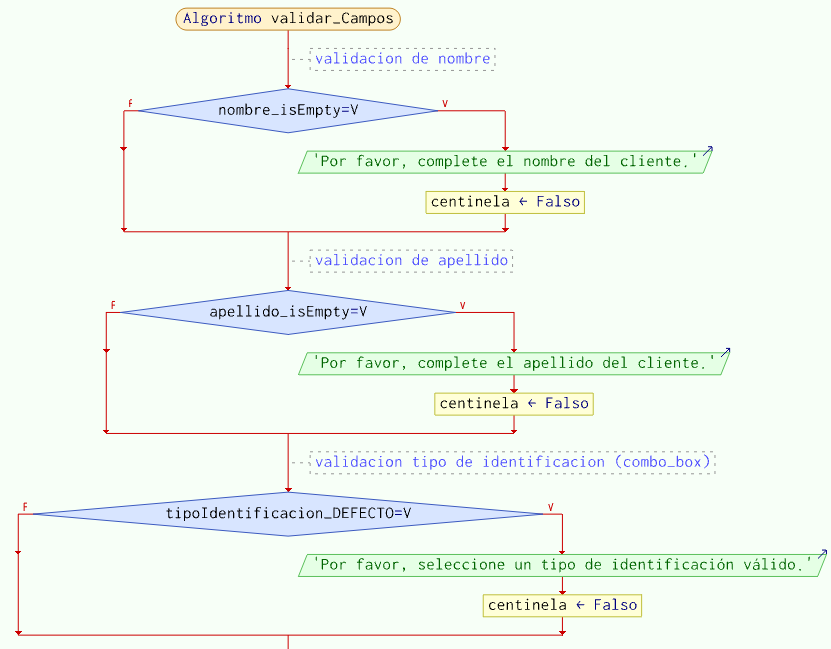 Algoritmo validar_Campos
validacion de nombre
F
nombre_isEmpty=V
V
'Por favor, complete el nombre del cliente.'
centinela ← Falso
validacion de apellido
F
apellido_isEmpty=V
V
'Por favor, complete el apellido del cliente.'
centinela ← Falso
validacion tipo de identificacion (combo_box)
F
tipoIdentificacion_DEFECTO=V
V
'Por favor, seleccione un tipo de identificación válido.'
centinela ← Falso